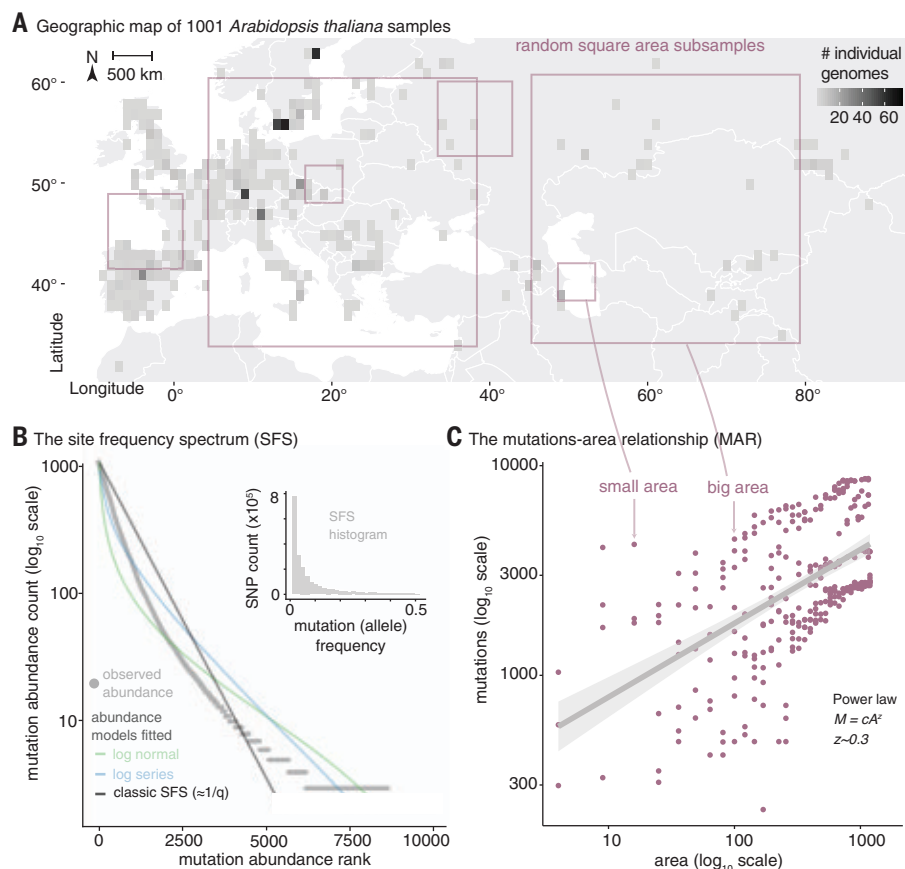 A Geographic map of 1001 Arabidopsis thaliana samples
N
500 km
random square area subsamples
# individual
genomes
20 40 60
60°
50°
40°
Latitude
Longitude
0°
20°
40°
60°
80°
B The site frequency spectrum (SFS)
mutation abundance count (log10 scale)
1000
100
10
SNP count (x10⁵)
8
4
0
SFS
histogram
0
0.5
mutation (allele)
frequency
observed
abundance
abundance
models fitted
log normal
log series
classic SFS (≈1/q)
0
2500
5000
7500
10000
mutation abundance rank
C The mutations-area relationship (MAR)
mutations (log10 scale)
10000
3000
1000
300
small area
big area
Power law
M = cAᶻ
z~0.3
10
100
1000
area (log10 scale)